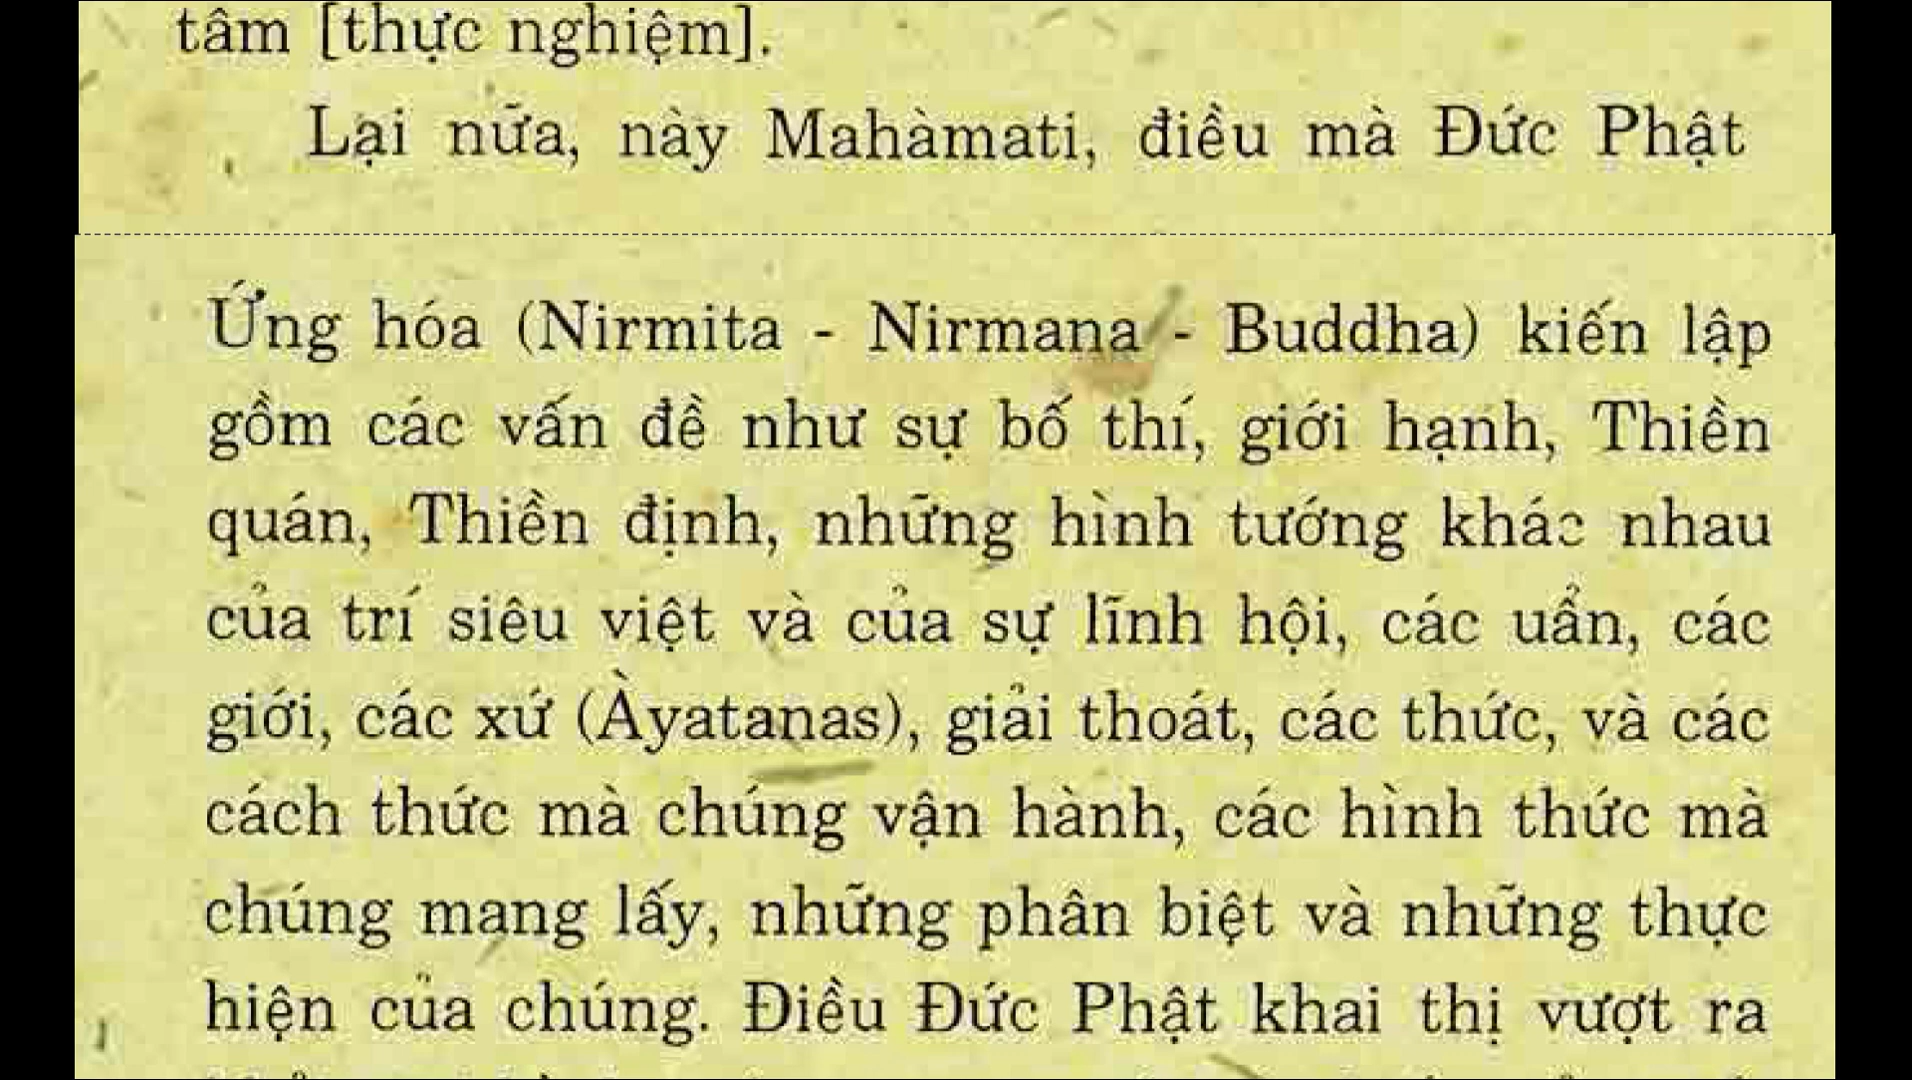 tâm [thực nghiệm].
Lại nữa, này Mahàmati, điều mà Đức Phật
Ứng hóa (Nirmita - Nirmana - Buddha) kiến lập
gồm các vấn đề như sự bố thí, giới hạnh, Thiền
quán, Thiền định, những hình tướng khác nhau
của trí siêu việt và của sự lĩnh hội, các uẩn, các
giới, các xứ (Àyatanas), giải thoát, các thức, và các
cách thức mà chúng vận hành, các hình thức mà
chúng mang lấy, những phân biệt và những thực
hiện của chúng. Điều Đức Phật khai thị vượt ra